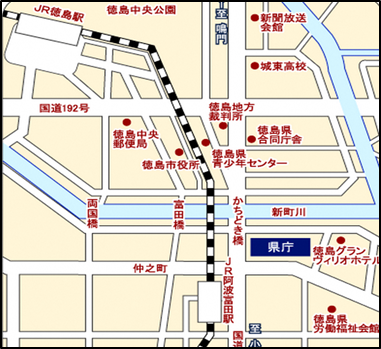 JR徳島駅
徳島中央公園
至鳴門
新聞放送
会館
城東高校
国道192号
徳島地方
裁判所
徳島中央
郵便局
徳島県
合同庁舎
徳島市役所
徳島県
青少年センター
両国橋
富田橋
かちどき橋
新町川
県庁
徳島グラン
ヴィリオホテル
仲之町
JR阿波富田駅
徳島県
労働福祉会館
国道
至小